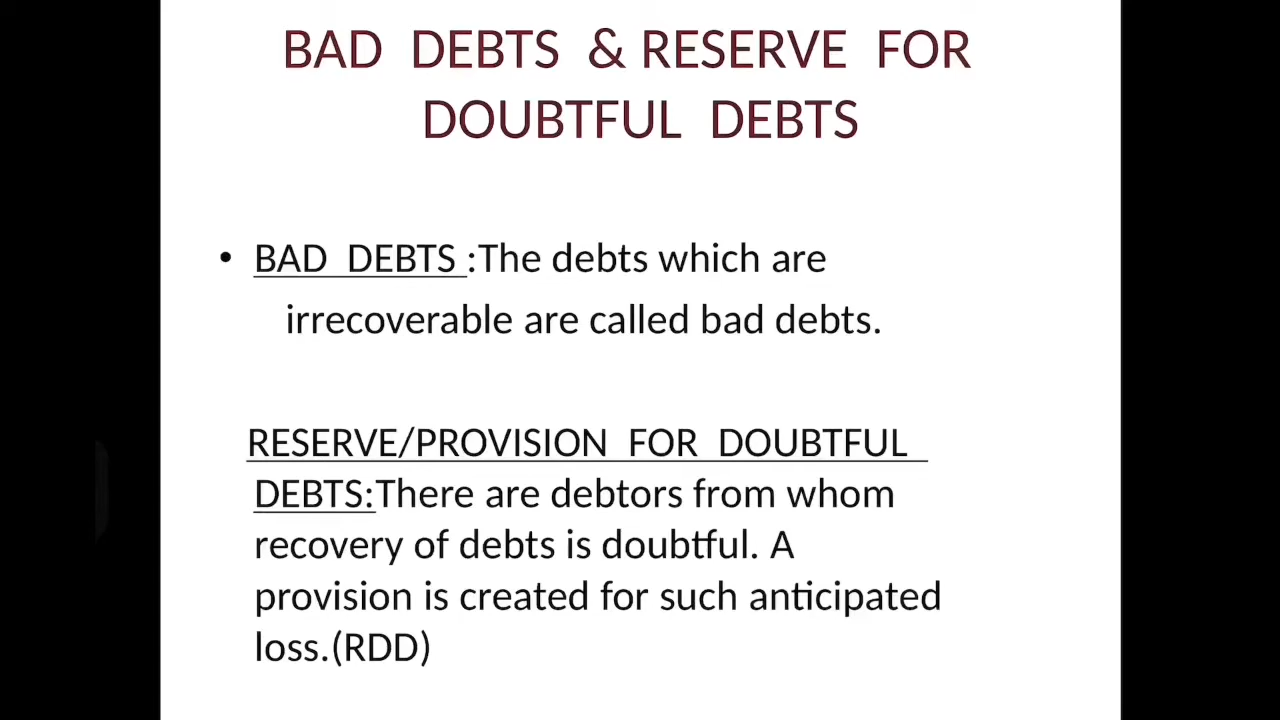 BAD DEBTS & RESERVE FOR
DOUBTFUL DEBTS
• BAD DEBTS :The debts which are
irrecoverable are called bad debts.
RESERVE/PROVISION FOR DOUBTFUL
DEBTS:There are debtors from whom
recovery of debts is doubtful. A
provision is created for such anticipated
loss.(RDD)